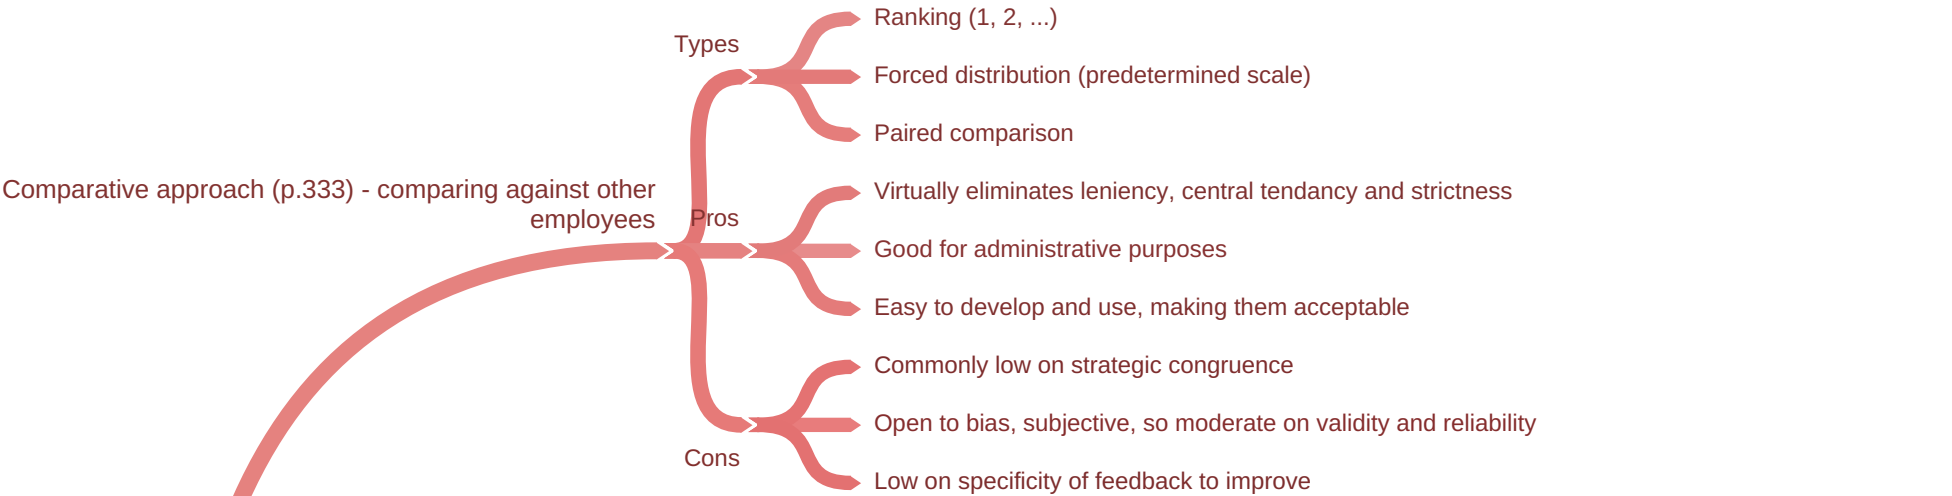 Comparative approach (p.333) - comparing against other
employees
Types
Ranking (1, 2, ...)
Forced distribution (predetermined scale)
Paired comparison
Pros
Virtually eliminates leniency, central tendancy and strictness
Good for administrative purposes
Easy to develop and use, making them acceptable
Cons
Commonly low on strategic congruence
Open to bias, subjective, so moderate on validity and reliability
Low on specificity of feedback to improve